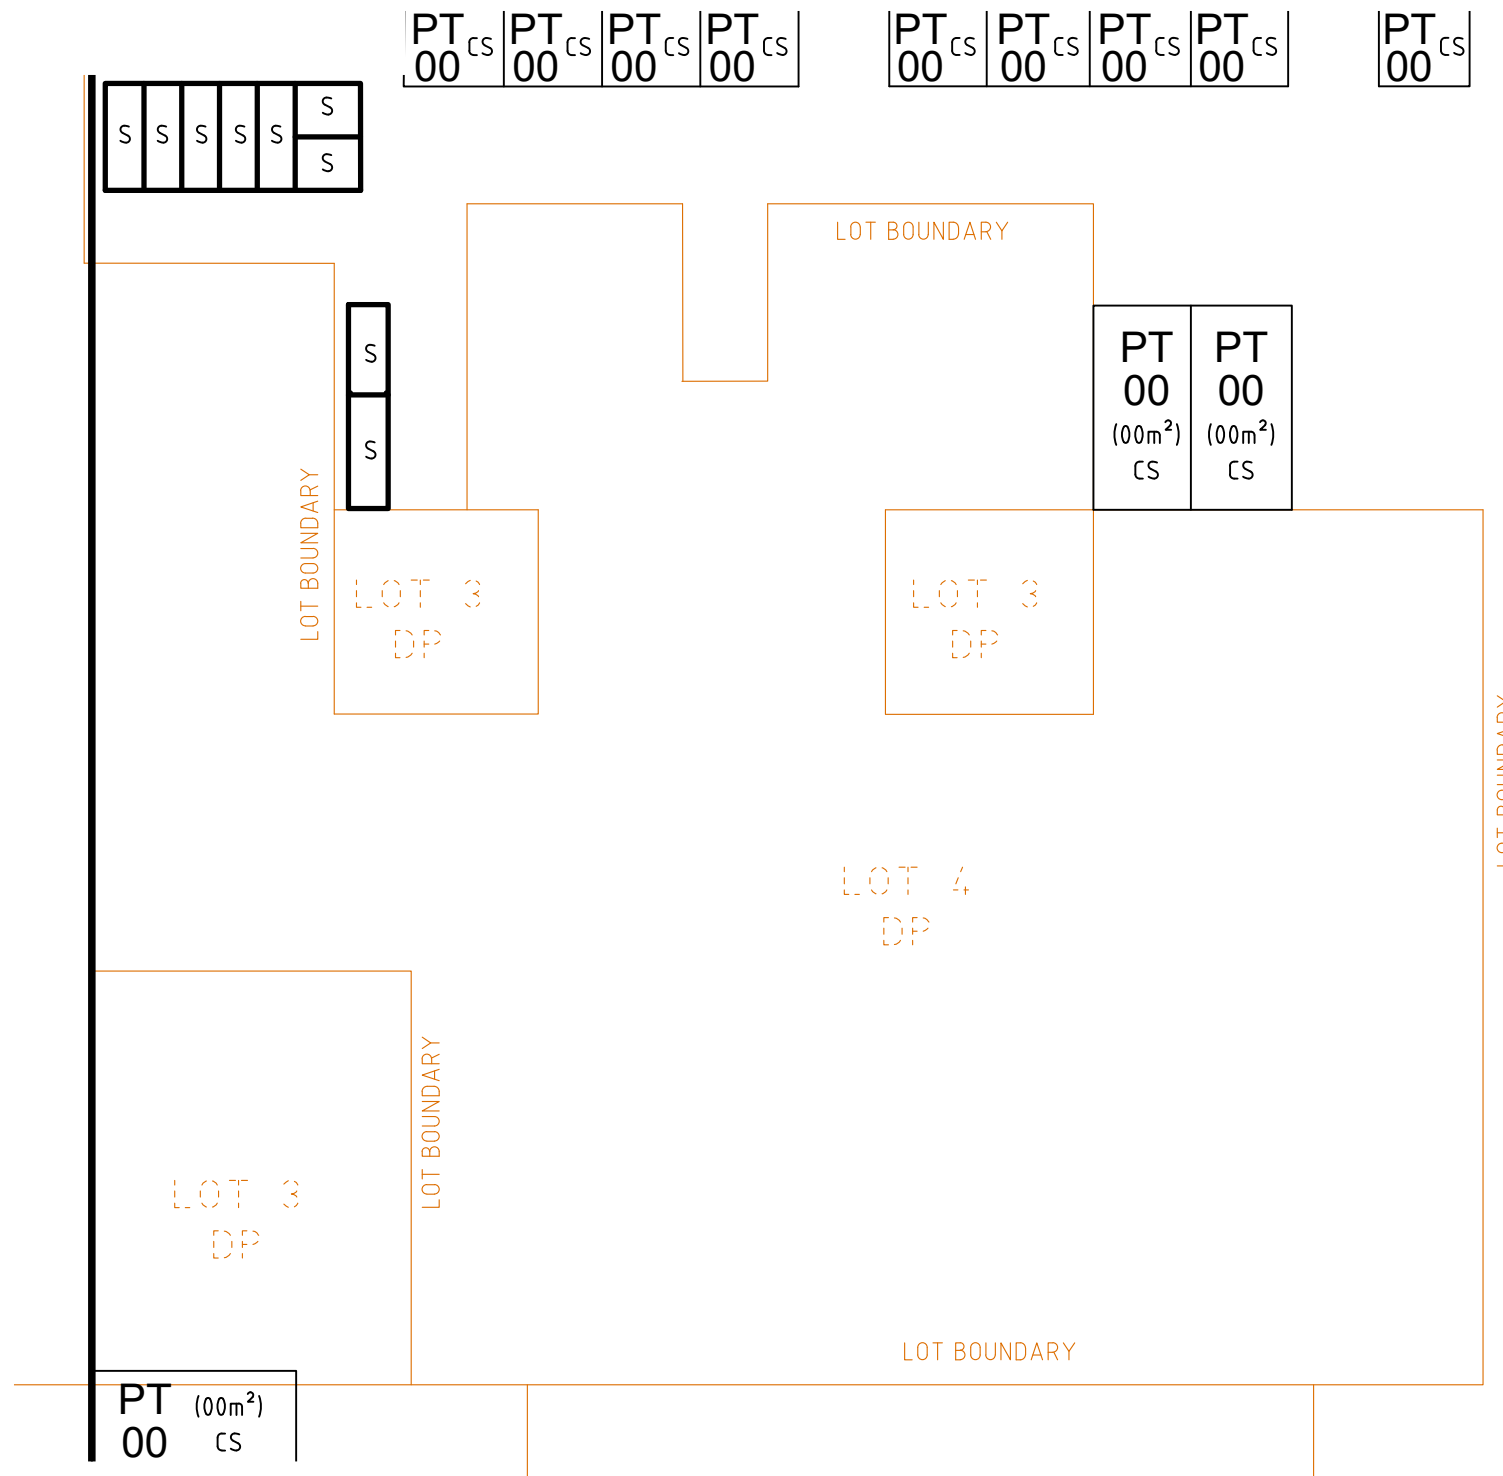 PT CS PT CS PT CS PT CS PT CS PT CS PT CS PT CS PT CS
00 00 00 00 00 00 00 00 00
S
S S S S S
S
LOT BOUNDARY
S
S
PT PT
00 00
(00m²) (00m²)
CS CS
LOT BOUNDARY
LOT 3
DP
LOT 3
DP
LOT BOUNDARY
LOT 4
DP
LOT BOUNDARY
LOT 3
DP
LOT BOUNDARY
PT (00m²)
00 CS